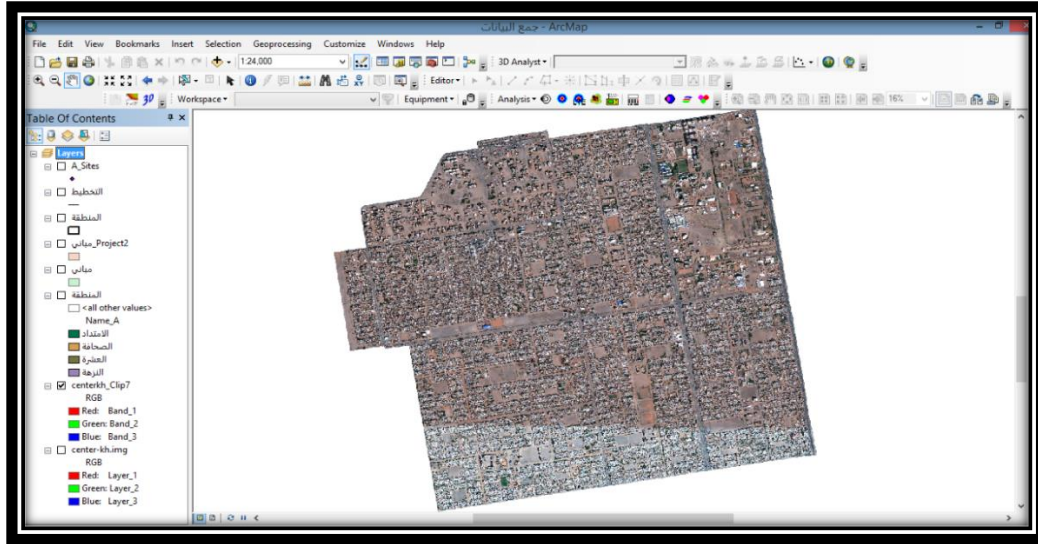 جمع البيانات - ArcMap
File Edit View Bookmarks Insert Selection Geoprocessing Customize Windows Help
1:24,000 3D Analyst
Editor
3D Workspace Equipment Analysis 16%
Table Of Contents
Layers
A_Sites
التخطيط
المنطقة
مباني_Project2
مباني
المنطقة
<all other values>
Name_A
الامتداد
الصحافة
العشرة
النزهة
centerkh_Clip7
RGB
Red: Band_1
Green: Band_2
Blue: Band_3
center-kh.img
RGB
Red: Layer_1
Green: Layer_2
Blue: Layer_3